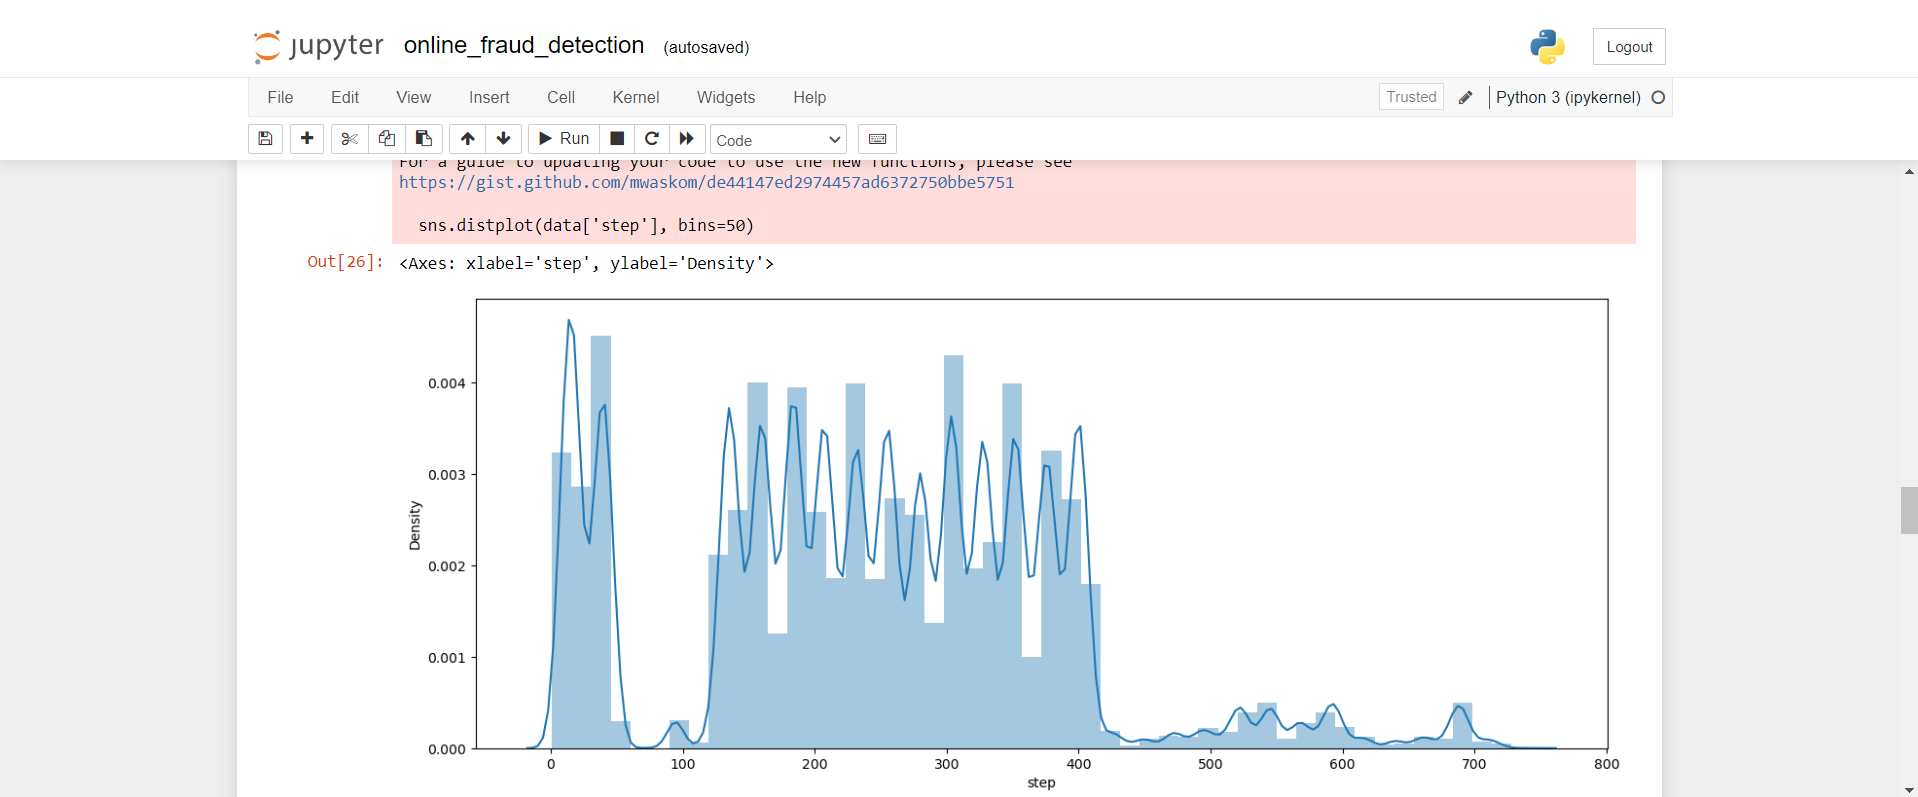 jupyter online_fraud_detection (autosaved)
Logout
File Edit View Insert Cell Kernel Widgets Help
Trusted
Python 3 (ipykernel)
Run
Code
For a guide to updating your code to use the new functions, please see
https://gist.github.com/mwaskom/de44147ed2974457ad6372750bbe5751
sns.distplot(data['step'], bins=50)
Out[26]: <Axes: xlabel='step', ylabel='Density'>
0.004
0.003
0.002
0.001
0.000
Density
0 100 200 300 400 500 600 700 800
step